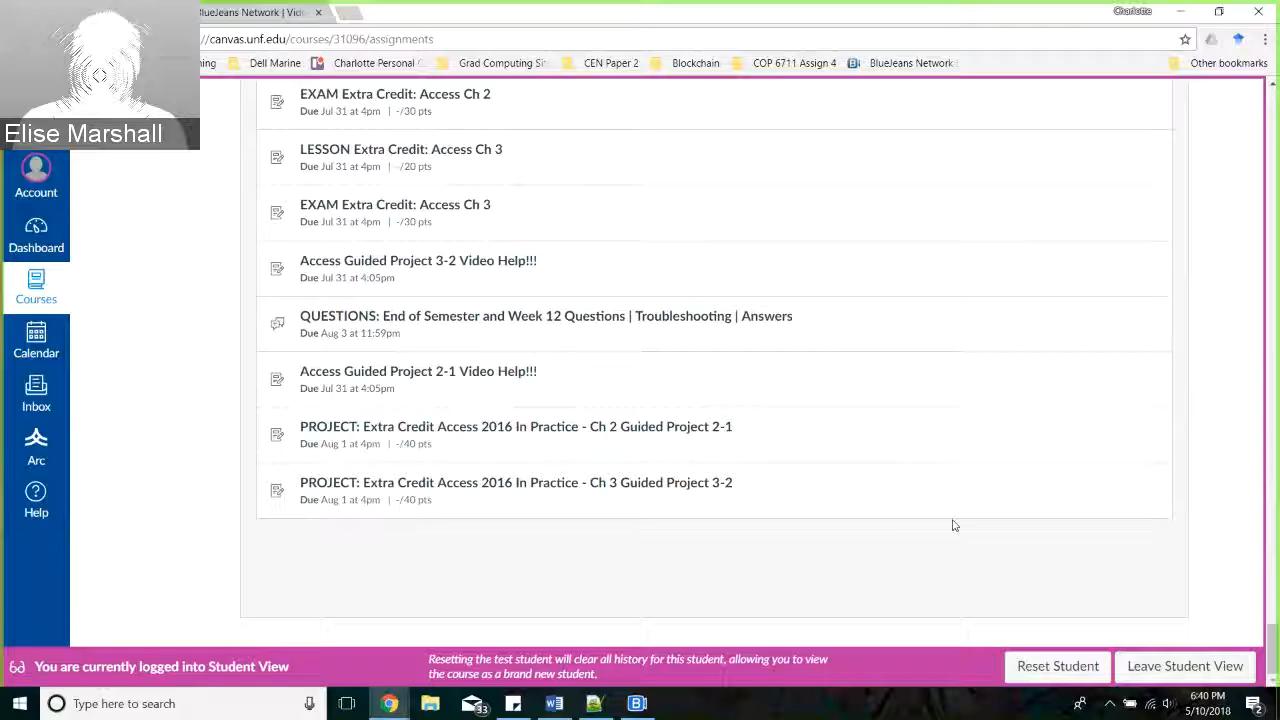 BlueJeans Network | Vide
Charlotte
//canvas.unf.edu/courses/31096/assignments
ning Dell Marine Charlotte Personal Grad Computing Sit CEN Paper 2 Blockchain COP 6711 Assign 4 BlueJeans Network Other bookmarks
Elise Marshall
Account
Dashboard
Courses
Calendar
Inbox
Arc
Help
EXAM Extra Credit: Access Ch 2
Due Jul 31 at 4pm | -/30 pts
LESSON Extra Credit: Access Ch 3
Due Jul 31 at 4pm | -/20 pts
EXAM Extra Credit: Access Ch 3
Due Jul 31 at 4pm | -/30 pts
Access Guided Project 3-2 Video Help!!!
Due Jul 31 at 4:05pm
QUESTIONS: End of Semester and Week 12 Questions | Troubleshooting | Answers
Due Aug 3 at 11:59pm
Access Guided Project 2-1 Video Help!!!
Due Jul 31 at 4:05pm
PROJECT: Extra Credit Access 2016 In Practice - Ch 2 Guided Project 2-1
Due Aug 1 at 4pm | -/40 pts
PROJECT: Extra Credit Access 2016 In Practice - Ch 3 Guided Project 3-2
Due Aug 1 at 4pm | -/40 pts
You are currently logged into Student View
Resetting the test student will clear all history for this student, allowing you to view
the course as a brand new student.
Reset Student
Leave Student View
Type here to search
33
6:40 PM
5/10/2018
2